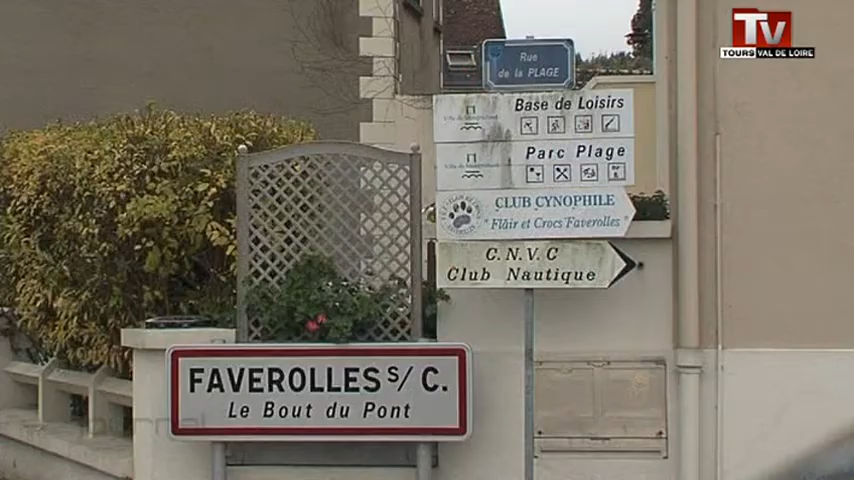 TV
TOURS VAL DE LOIRE
Rue
de la PLAGE
Base de Loisirs
Parc Plage
CLUB CYNOPHILE
" Flair et Crocs Faverolles "
C.N.V.C
Club Nautique
FAVEROLLES S/ C.
Le Bout du Pont
Journal